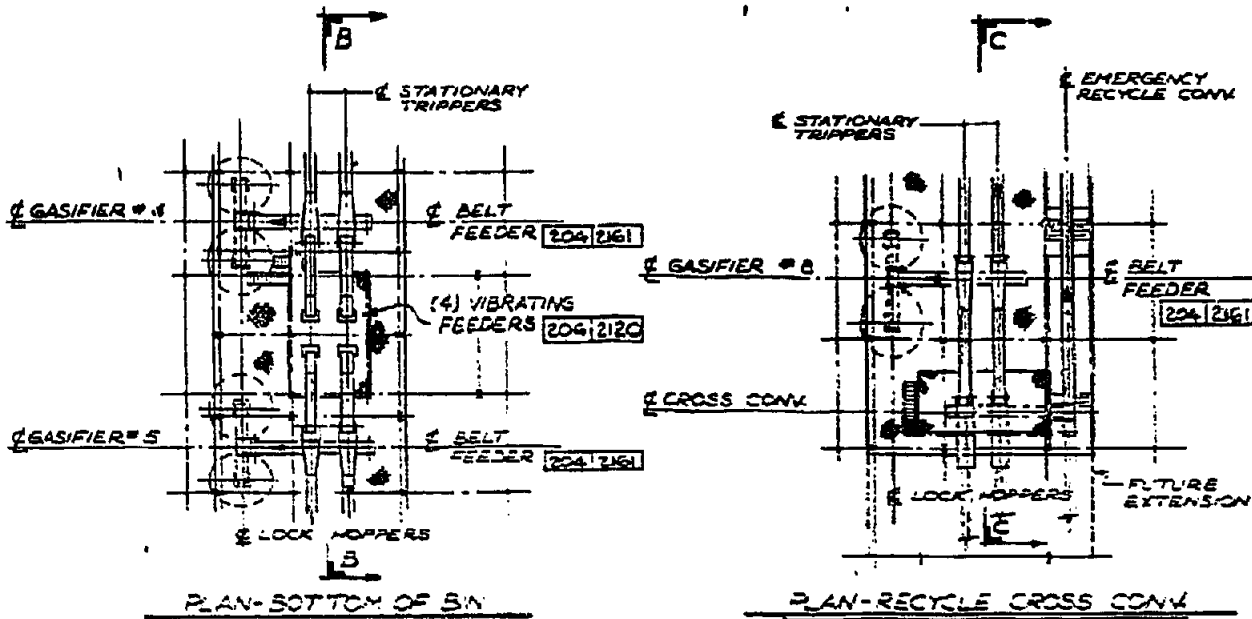 B
℄ STATIONARY
TRIPPERS
℄ GASIFIER # 4
℄ BELT
FEEDER 204 2161
(4) VIBRATING
FEEDERS 204 2120
℄ GASIFIER # 5
℄ BELT
FEEDER 204 2161
℄ LOCK HOPPERS
B
PLAN-BOTTOM OF BIN
C
℄ EMERGENCY
RECYCLE CONV.
℄ STATIONARY
TRIPPERS
℄ GASIFIER # 8
℄ BELT
FEEDER
204 2161
℄ CROSS CONV.
℄ LOCK HOPPERS
FUTURE
EXTENSION
C
PLAN-RECYCLE CROSS CONV.